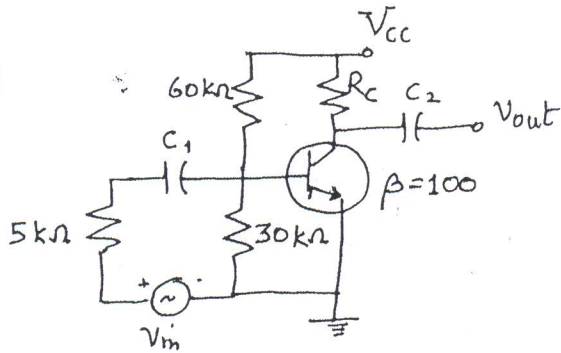 VCC
60kΩ
RC
C2
Vout
C1
β=100
5kΩ
30kΩ
+
-
~
Vin